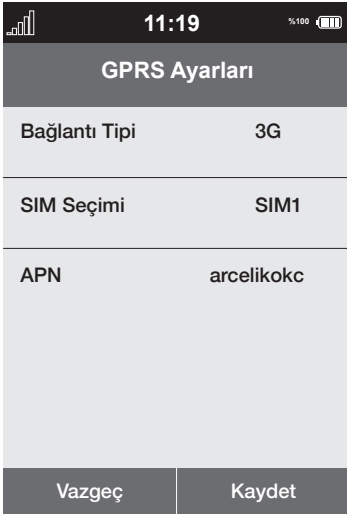 11:19 %100
GPRS Ayarları
Bağlantı Tipi 3G
SIM Seçimi SIM1
APN arcelikokc
Vazgeç Kaydet